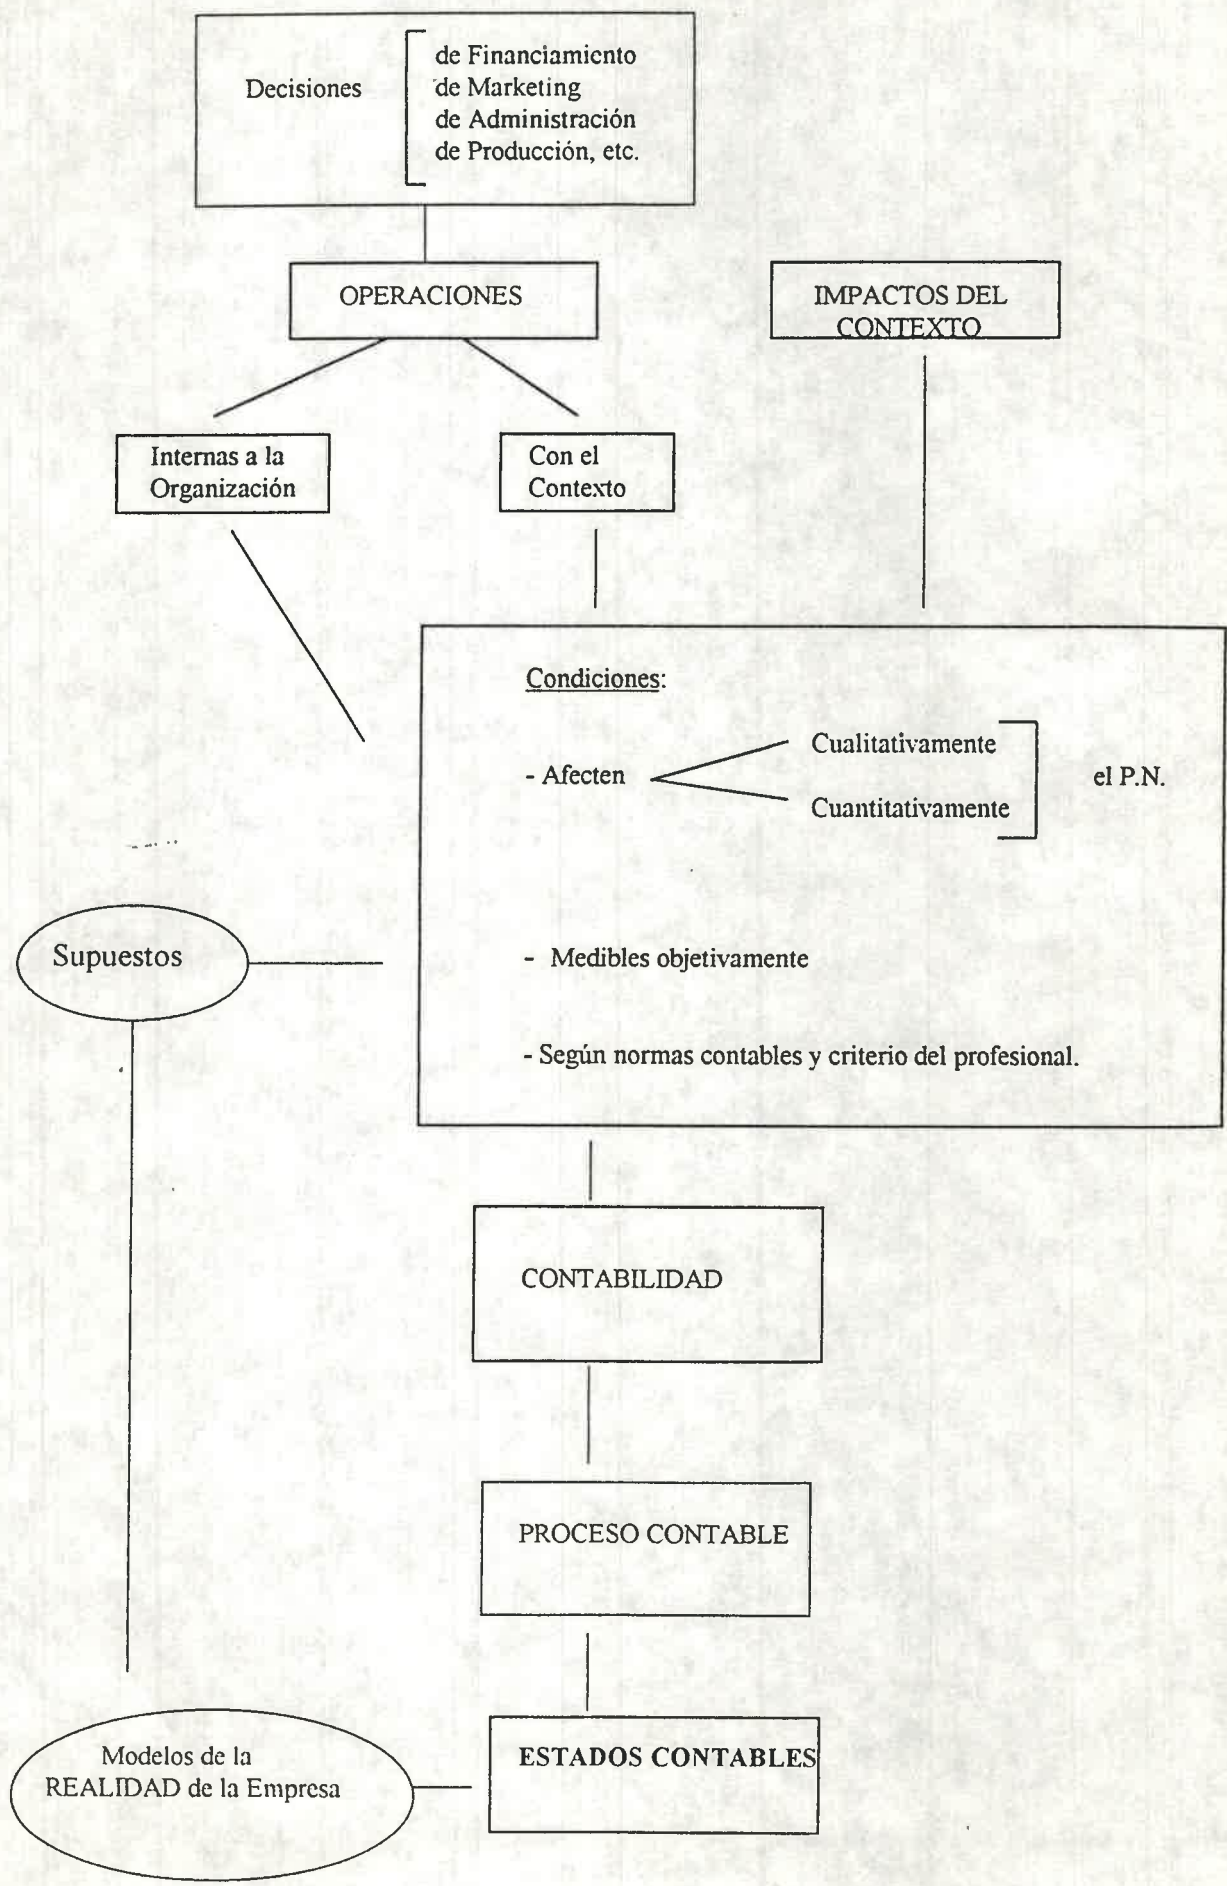 Decisiones
de Financiamiento
de Marketing
de Administración
de Producción, etc.
OPERACIONES
IMPACTOS DEL
CONTEXTO
Internas a la
Organización
Con el
Contexto
Condiciones:
- Afecten
Cualitativamente
Cuantitativamente
el P.N.
Supuestos
- Medibles objetivamente
- Según normas contables y criterio del profesional.
CONTABILIDAD
PROCESO CONTABLE
Modelos de la
REALIDAD de la Empresa
ESTADOS CONTABLES